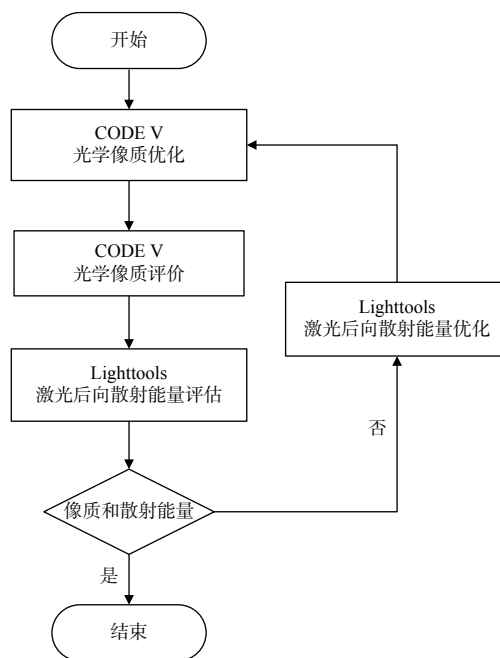 开始
CODE V
光学像质优化
CODE V
光学像质评价
Lighttools
激光后向散射能量优化
Lighttools
激光后向散射能量评估
否
像质和散射能量
是
结束